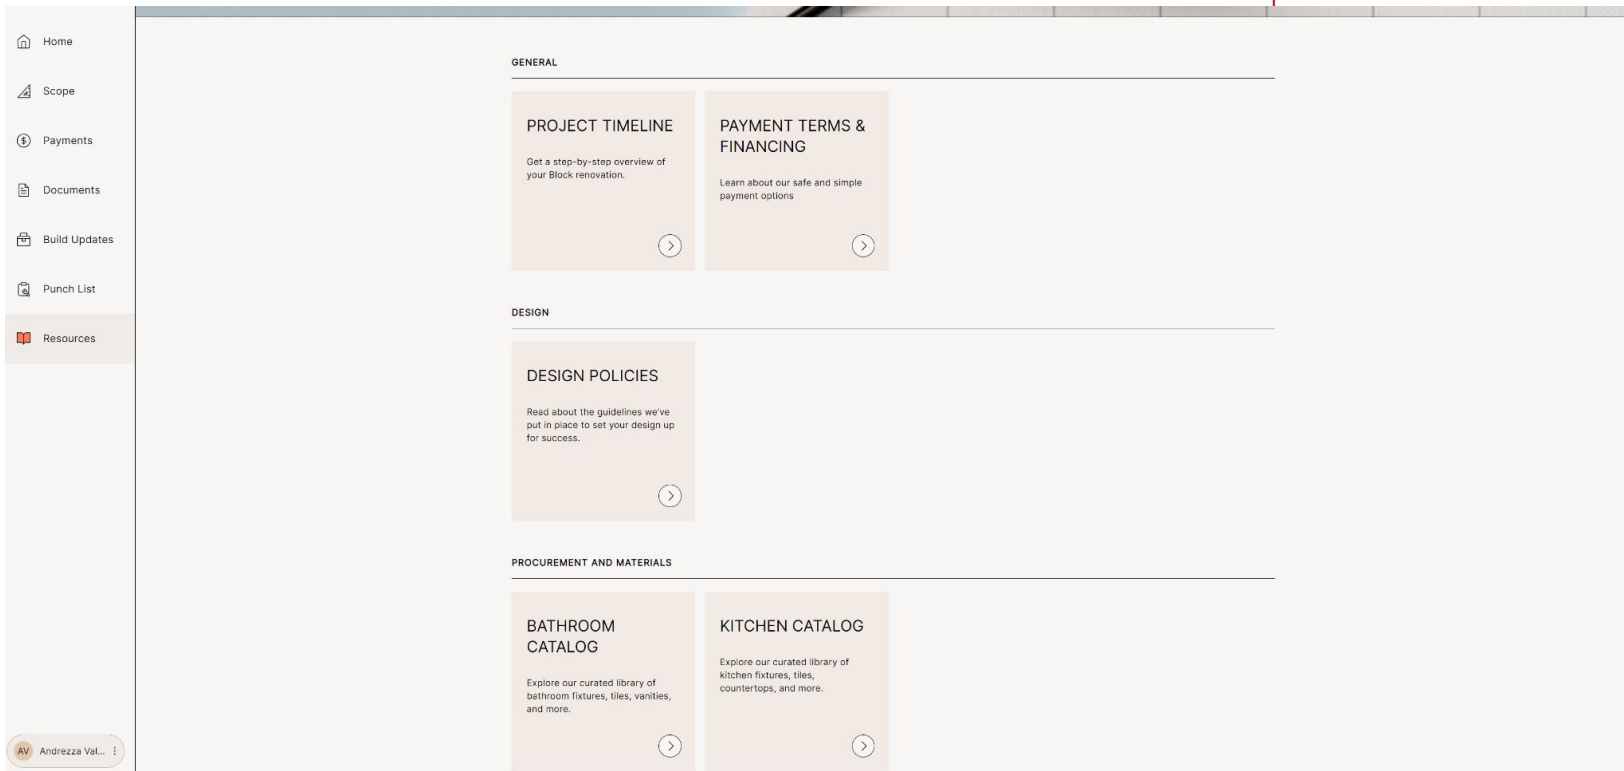 Home
Scope
Payments
Documents
Build Updates
Punch List
Resources
AV Andrezza Val...
GENERAL
PROJECT TIMELINE
Get a step-by-step overview of
your Block renovation.
PAYMENT TERMS &
FINANCING
Learn about our safe and simple
payment options
DESIGN
DESIGN POLICIES
Read about the guidelines we've
put in place to set your design up
for success.
PROCUREMENT AND MATERIALS
BATHROOM
CATALOG
Explore our curated library of
bathroom fixtures, tiles, vanities,
and more.
KITCHEN CATALOG
Explore our curated library of
kitchen fixtures, tiles,
countertops, and more.